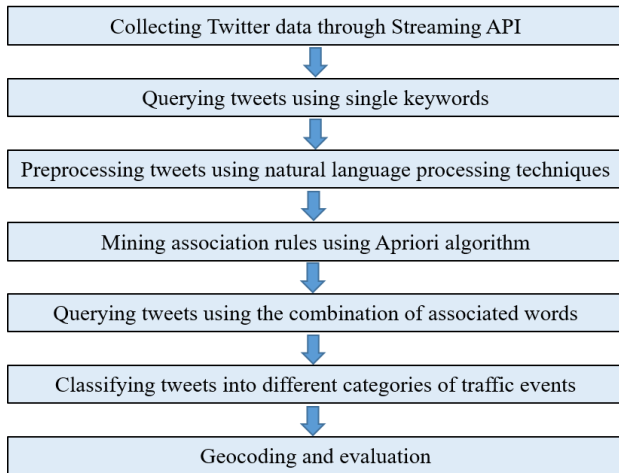 Collecting Twitter data through Streaming API
Querying tweets using single keywords
Preprocessing tweets using natural language processing techniques
Mining association rules using Apriori algorithm
Querying tweets using the combination of associated words
Classifying tweets into different categories of traffic events
Geocoding and evaluation